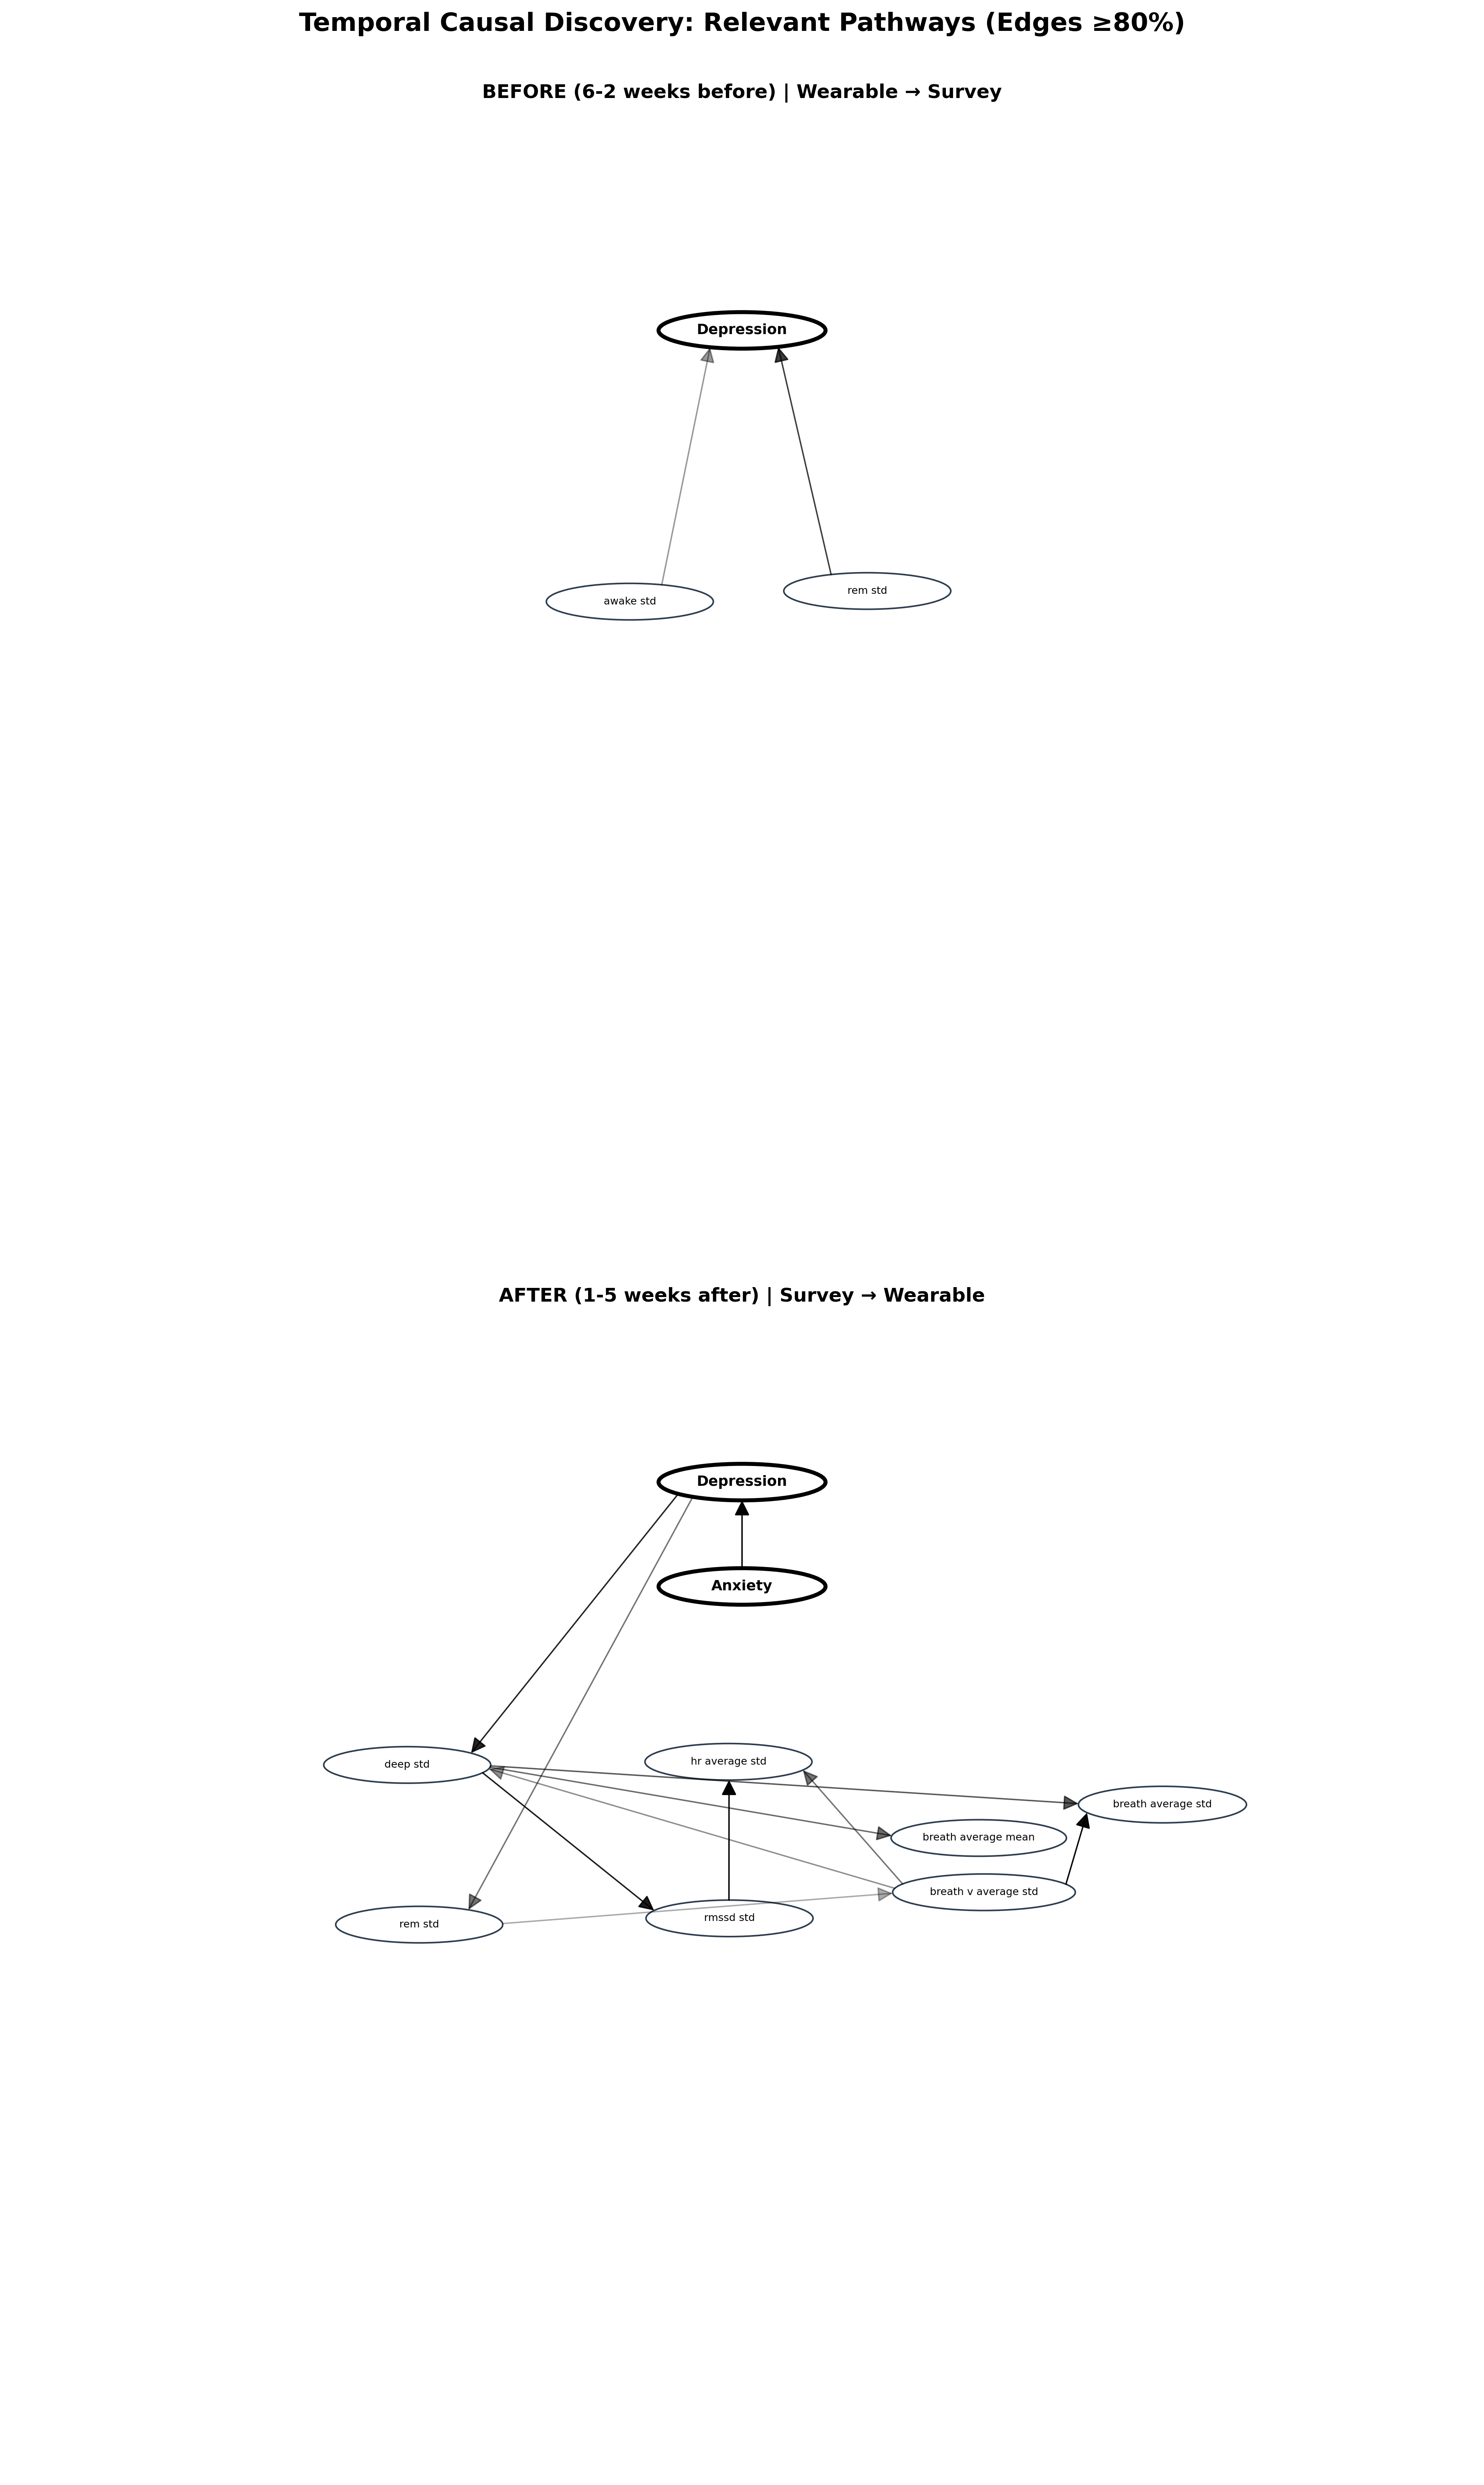 Temporal Causal Discovery: Relevant Pathways (Edges ≥80%)
BEFORE (6-2 weeks before) | Wearable → Survey
Depression
awake std
rem std
AFTER (1-5 weeks after) | Survey → Wearable
Depression
Anxiety
deep std
hr average std
breath average std
breath average mean
breath v average std
rem std
rmssd std